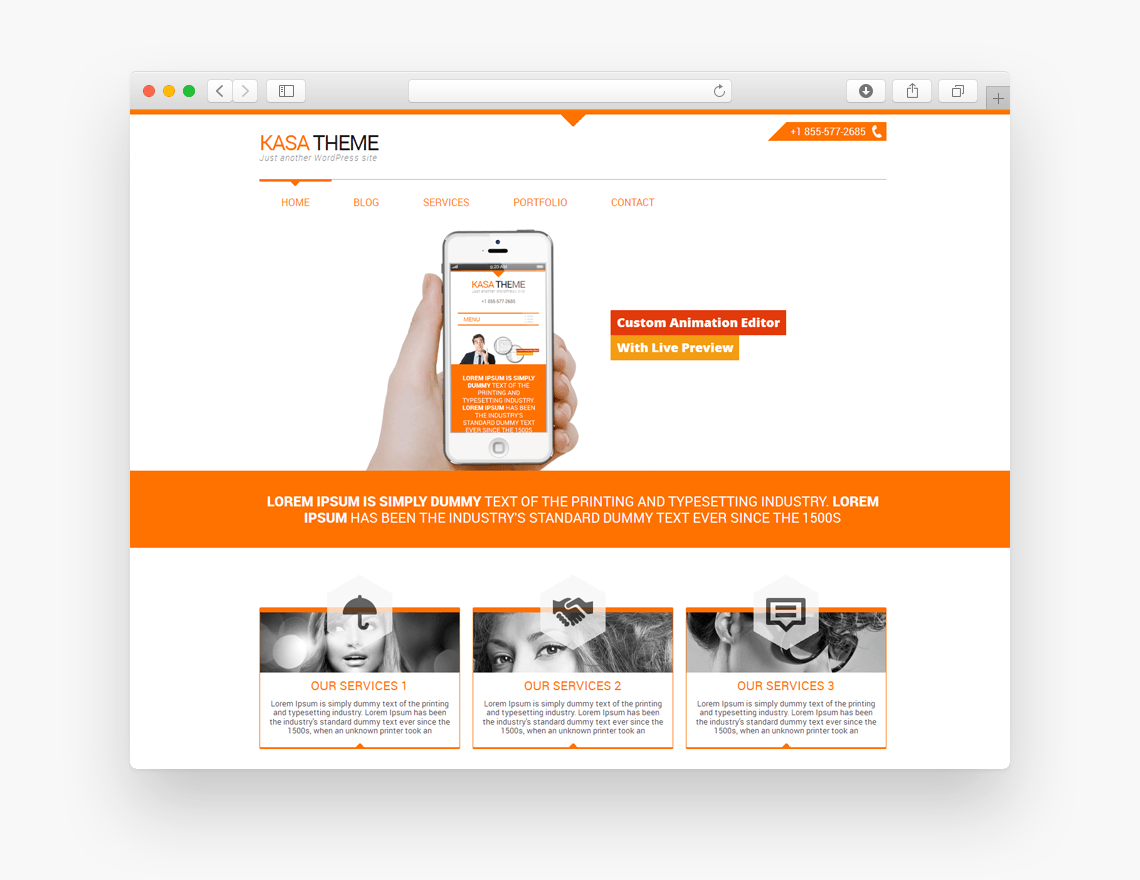 +1 855-577-2685
KASA THEME
Just another WordPress site
HOME BLOG SERVICES PORTFOLIO CONTACT
9:20 AM
KASA THEME
Just another WordPress site
+1 855-577-2685
MENU
LOREM IPSUM IS SIMPLY
DUMMY TEXT OF THE
PRINTING AND
TYPESETTING INDUSTRY.
LOREM IPSUM HAS BEEN
THE INDUSTRY'S
STANDARD DUMMY TEXT
EVER SINCE THE 1500S
Custom Animation Editor
With Live Preview
LOREM IPSUM IS SIMPLY DUMMY TEXT OF THE PRINTING AND TYPESETTING INDUSTRY. LOREM
IPSUM HAS BEEN THE INDUSTRY'S STANDARD DUMMY TEXT EVER SINCE THE 1500S
OUR SERVICES 1
Lorem Ipsum is simply dummy text of the printing
and typesetting industry. Lorem Ipsum has been
the industry's standard dummy text ever since the
1500s, when an unknown printer took an
OUR SERVICES 2
Lorem Ipsum is simply dummy text of the printing
and typesetting industry. Lorem Ipsum has been
the industry's standard dummy text ever since the
1500s, when an unknown printer took an
OUR SERVICES 3
Lorem Ipsum is simply dummy text of the printing
and typesetting industry. Lorem Ipsum has been
the industry's standard dummy text ever since the
1500s, when an unknown printer took an